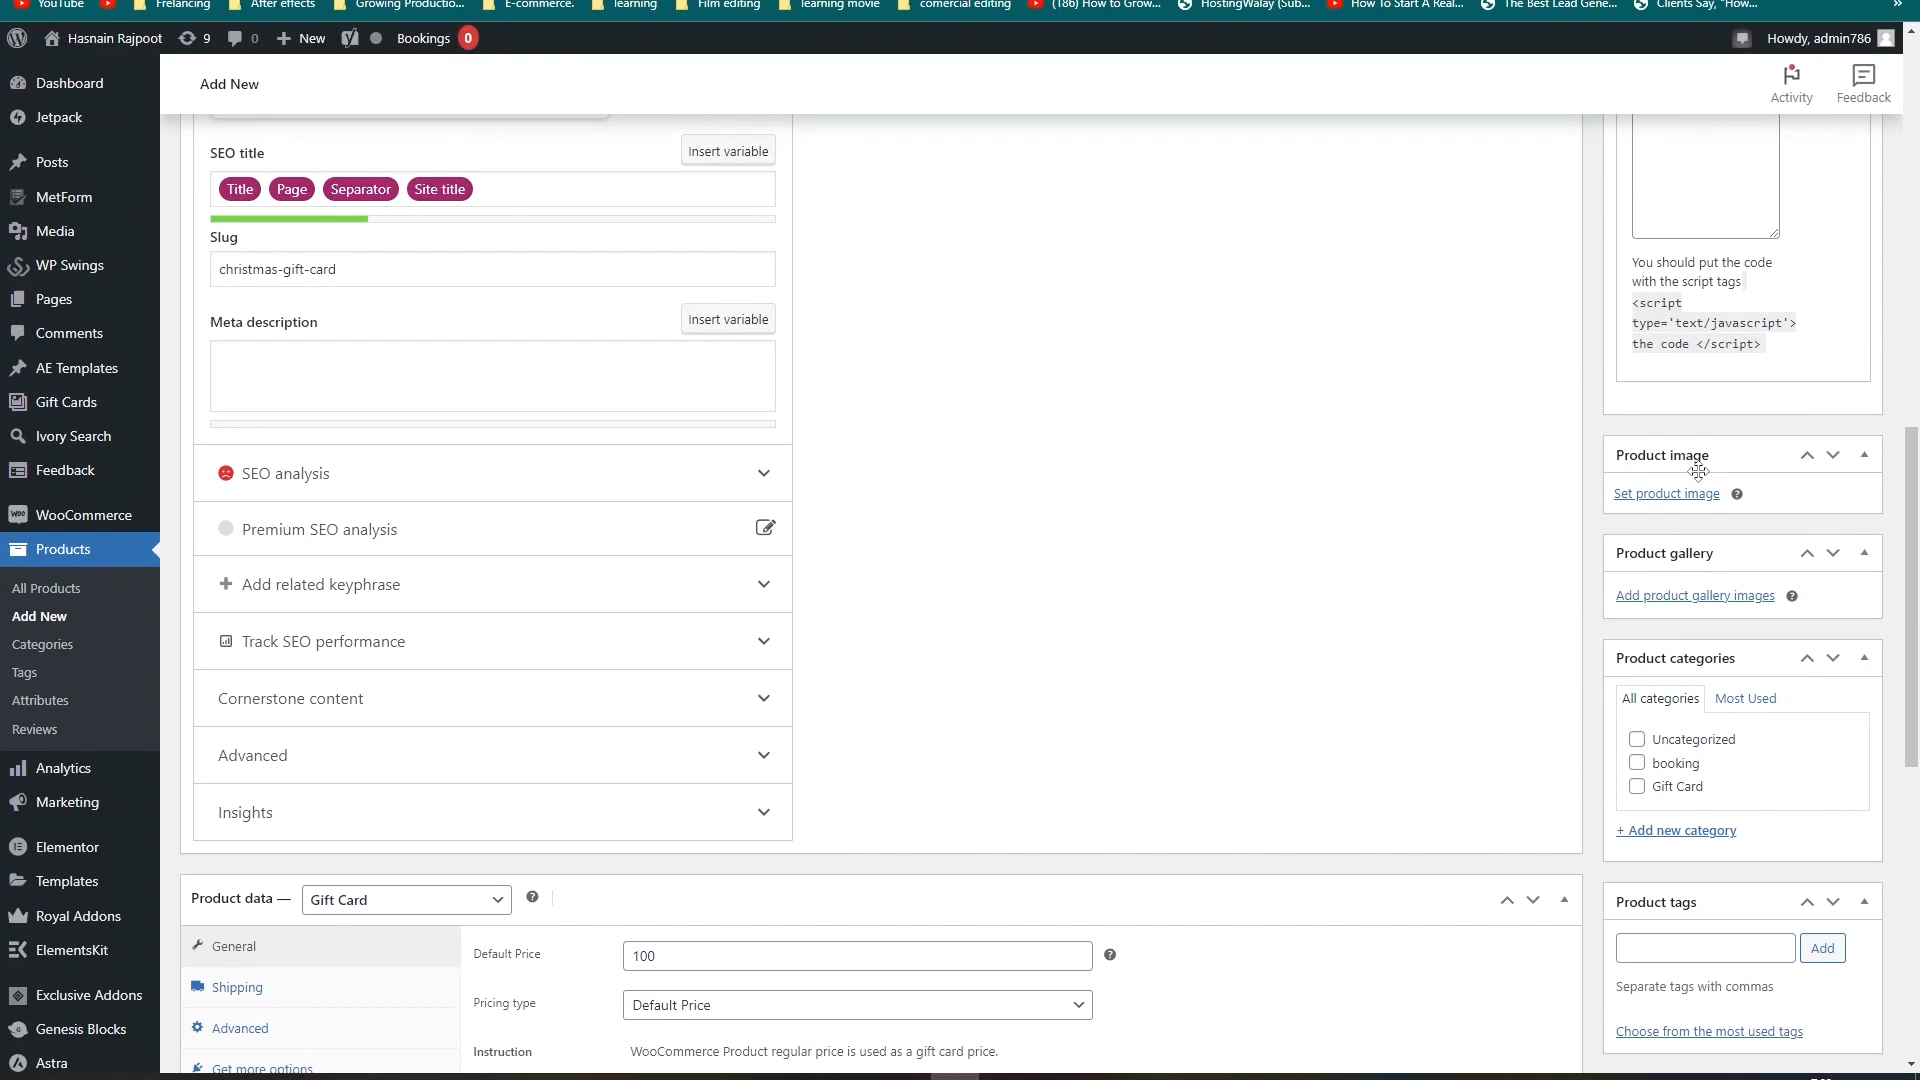 YouTube
Frelancing
After effects
Growing Productio...
E-commerce.
learning
Film editing
learning movie
comercial editing
(186) How to Grow...
HostingWalay (Sub...
How To Start A Real...
The Best Lead Gene...
Clients Say, "How...
»
Hasnain Rajpoot
9
0
New
Bookings 0
Howdy, admin786
Dashboard
Jetpack
Posts
MetForm
Media
WP Swings
Pages
Comments
AE Templates
Gift Cards
Ivory Search
Feedback
WooCommerce
Products
All Products
Add New
Categories
Tags
Attributes
Reviews
Analytics
Marketing
Elementor
Templates
Royal Addons
ElementsKit
Exclusive Addons
Genesis Blocks
Astra
Add New
Activity
Feedback
SEO title
Insert variable
Title Page Separator Site title
Slug
christmas-gift-card
Meta description
Insert variable
SEO analysis
Premium SEO analysis
Add related keyphrase
Track SEO performance
Cornerstone content
Advanced
Insights
Product data — Gift Card
General
Shipping
Advanced
Get more options
Default Price 100
Pricing type Default Price
Instruction WooCommerce Product regular price is used as a gift card price.
You should put the code
with the script tags
<script
type='text/javascript'>
the code </script>
Product image
Set product image
Product gallery
Add product gallery images
Product categories
All categories Most Used
Uncategorized
booking
Gift Card
+ Add new category
Product tags
Add
Separate tags with commas
Choose from the most used tags